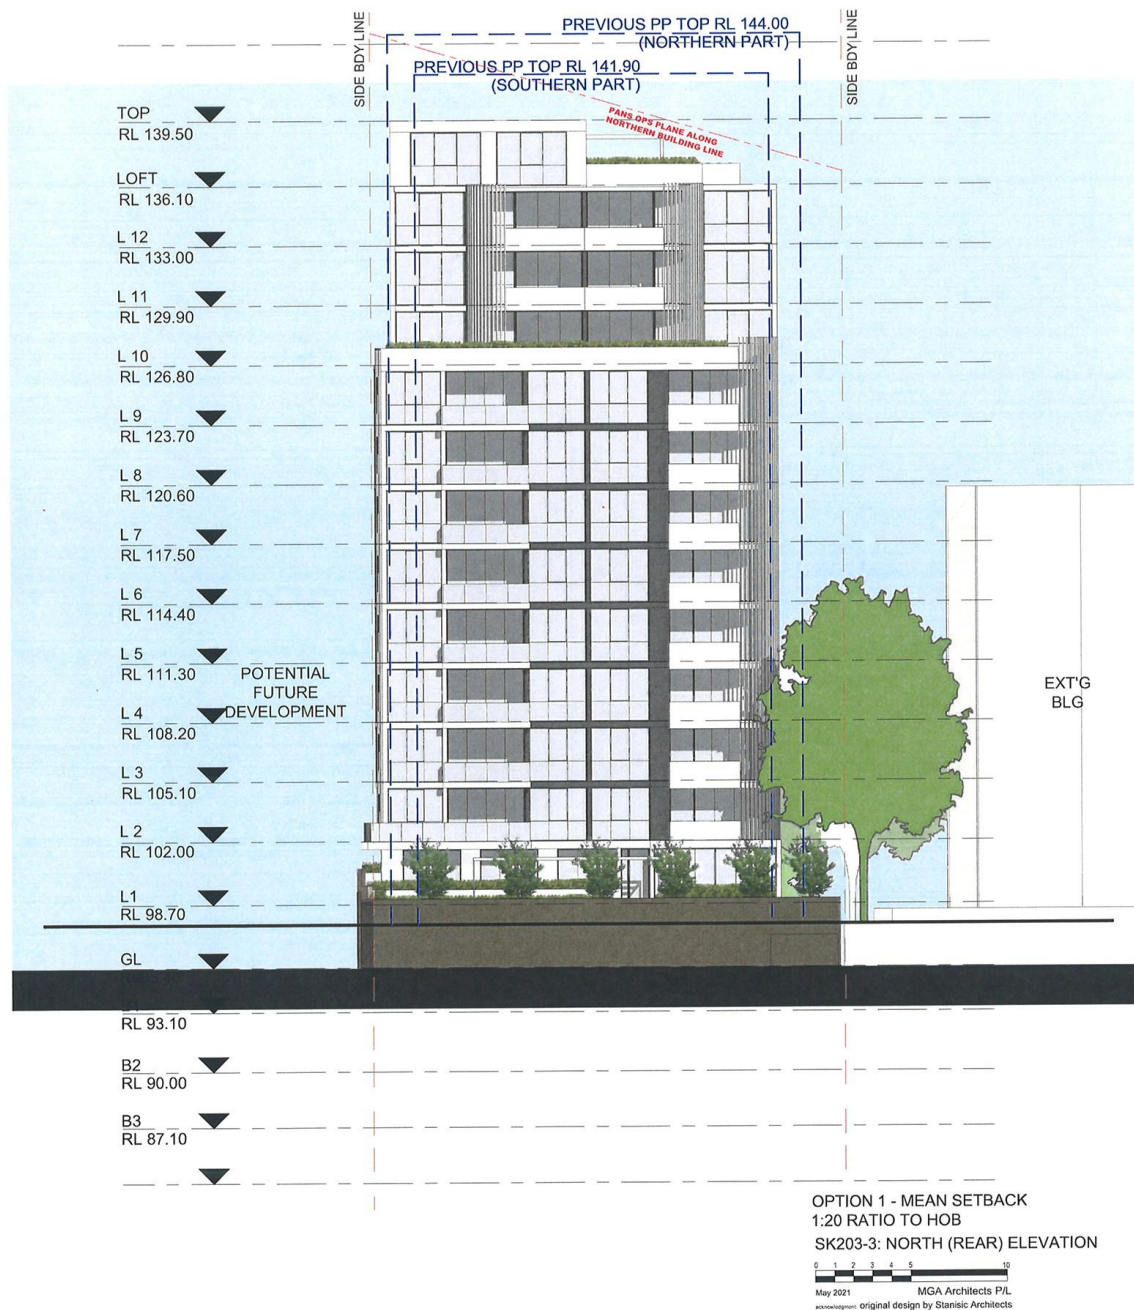 SIDE BDY LINE
PREVIOUS PP TOP RL 144.00
(NORTHERN PART)
SIDE BDY LINE
PREVIOUS PP TOP RL 141.90
(SOUTHERN PART)
PANS OPS PLANE ALONG
NORTHERN BUILDING LINE
TOP
RL 139.50
LOFT
RL 136.10
L 12
RL 133.00
L 11
RL 129.90
L 10
RL 126.80
L 9
RL 123.70
L 8
RL 120.60
L 7
RL 117.50
L 6
RL 114.40
L 5
RL 111.30
POTENTIAL
FUTURE
DEVELOPMENT
EXT'G
BLG
L 4
RL 108.20
L 3
RL 105.10
L 2
RL 102.00
L1
RL 98.70
GL
RL 93.10
B2
RL 90.00
B3
RL 87.10
OPTION 1 - MEAN SETBACK
1:20 RATIO TO HOB
SK203-3: NORTH (REAR) ELEVATION
0 1 2 3 4 5 10
May 2021 MGA Architects P/L
acknowledgment: original design by Stanisic Architects